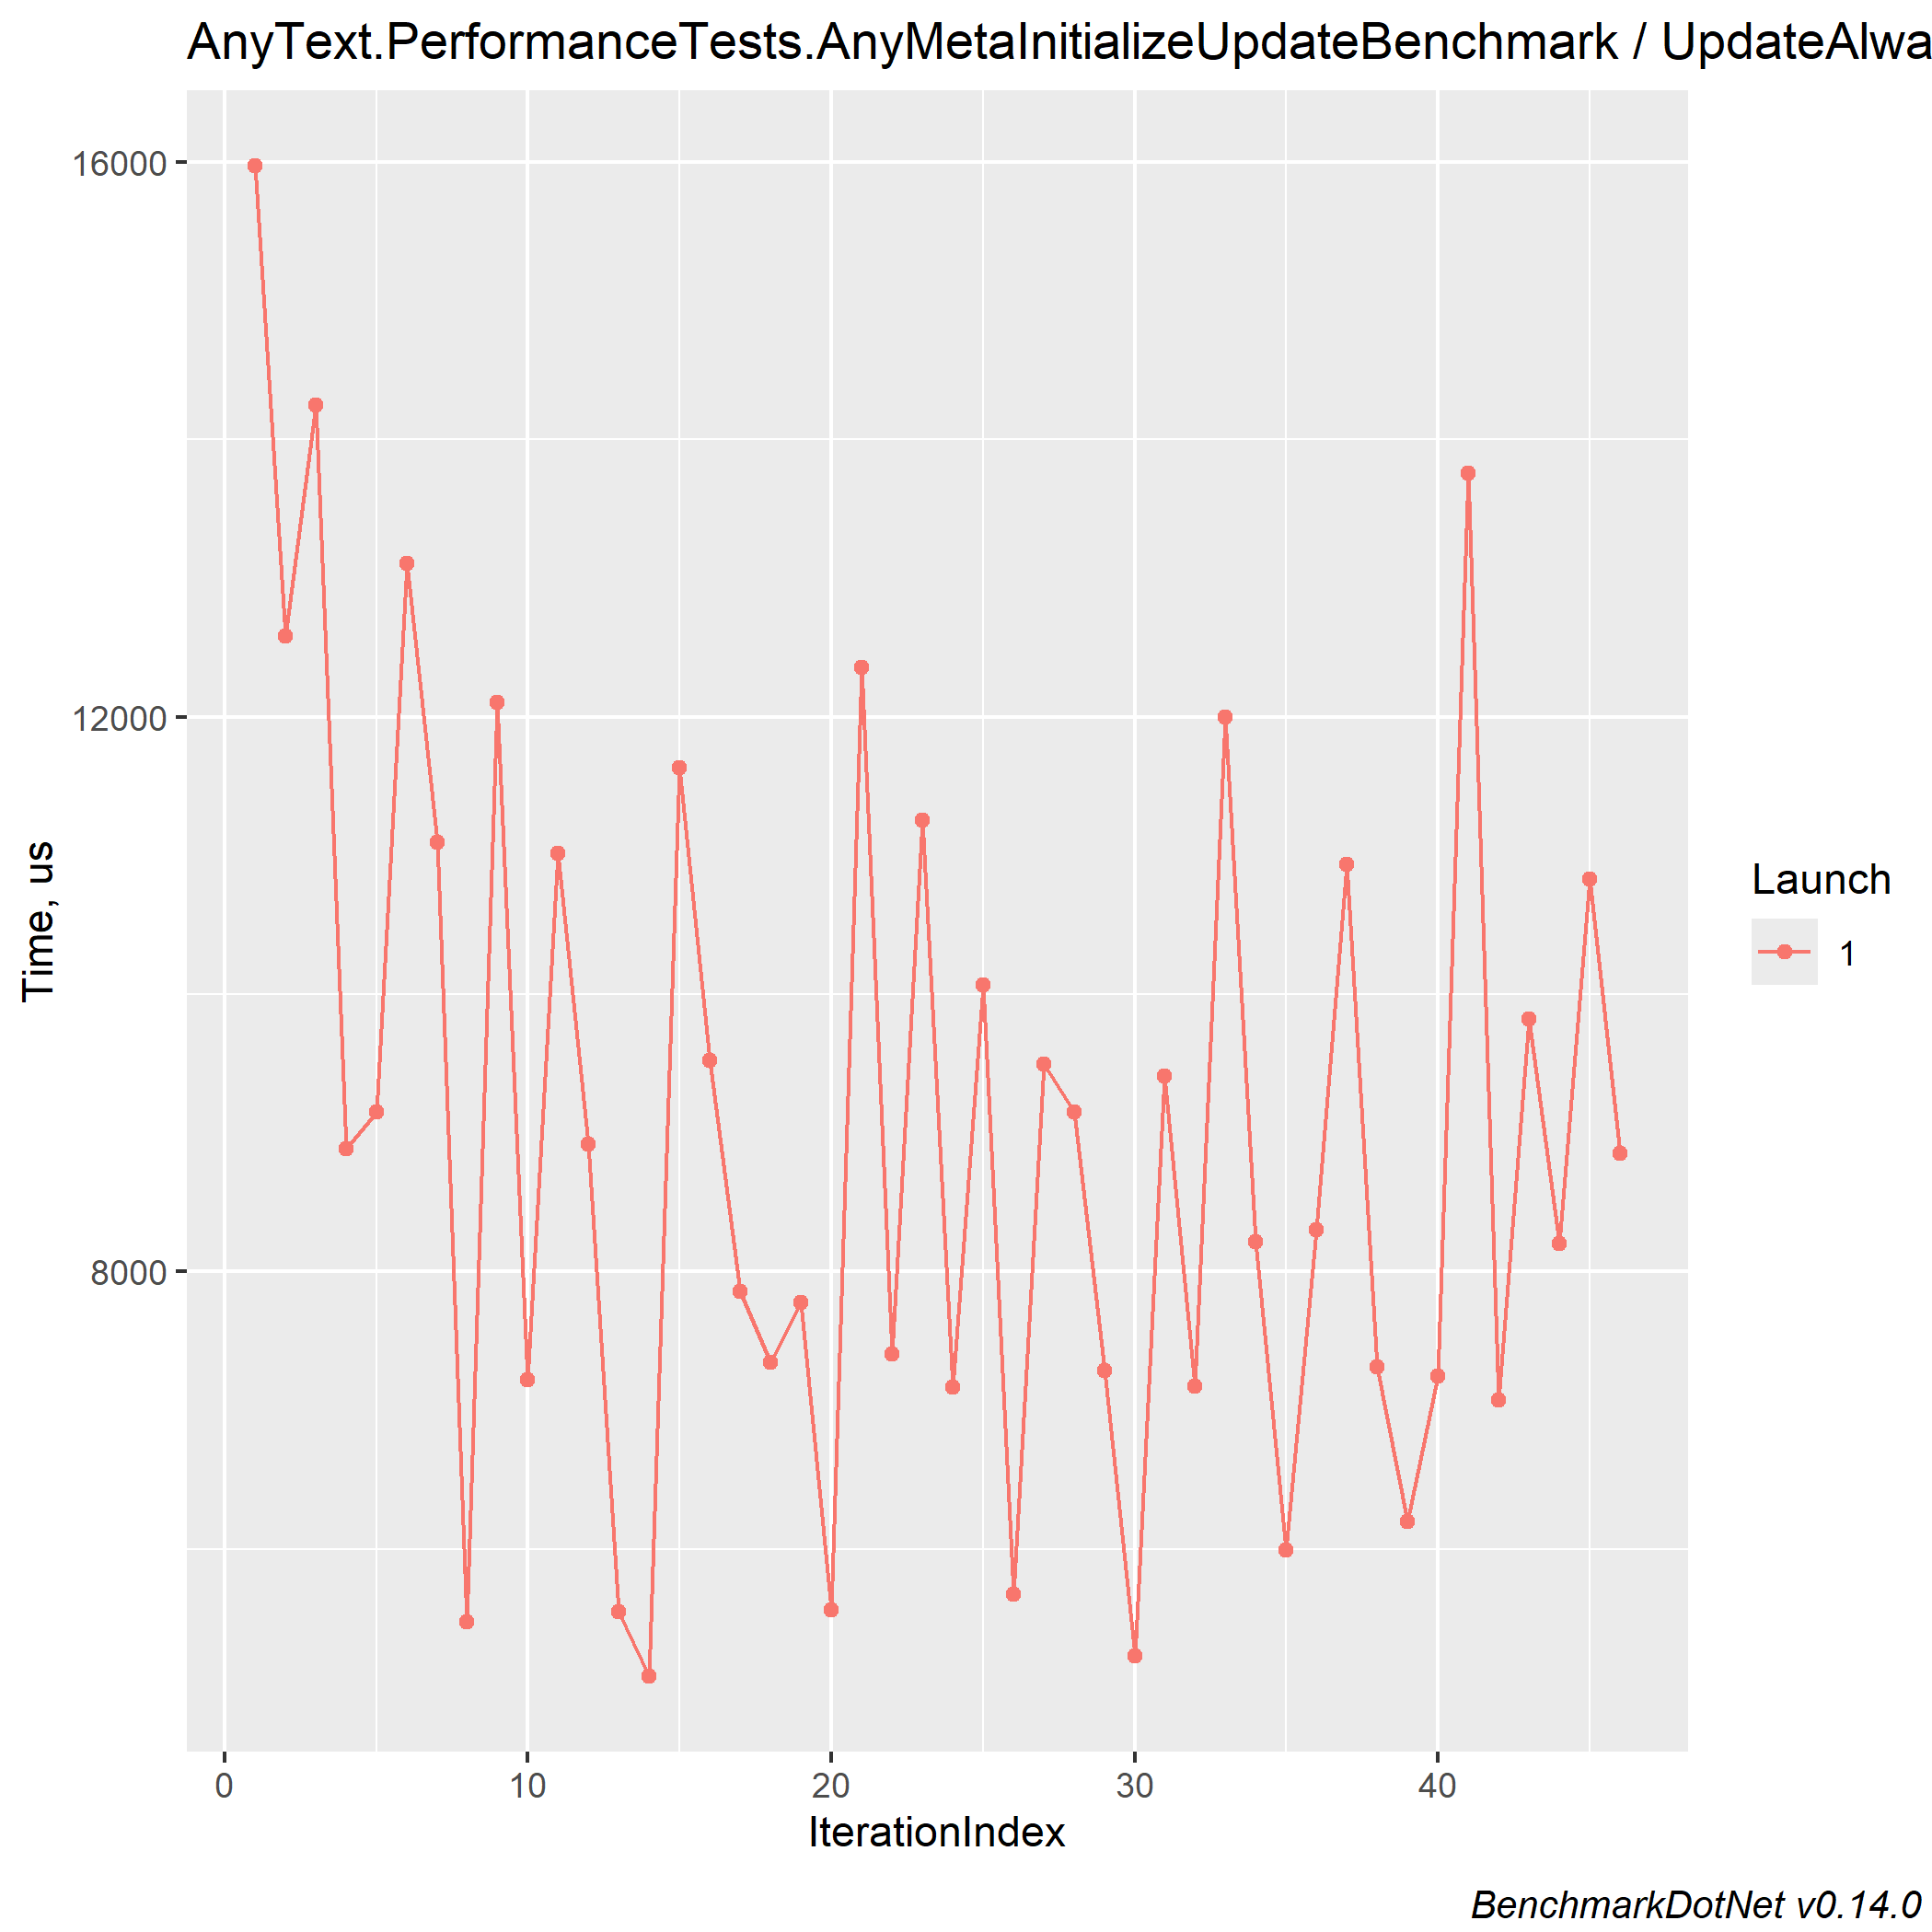 AnyText.PerformanceTests.AnyMetaInitializeUpdateBenchmark / UpdateAlwa
16000
12000
8000
Time, us
0 10 20 30 40
IterationIndex
Launch
1
BenchmarkDotNet v0.14.0